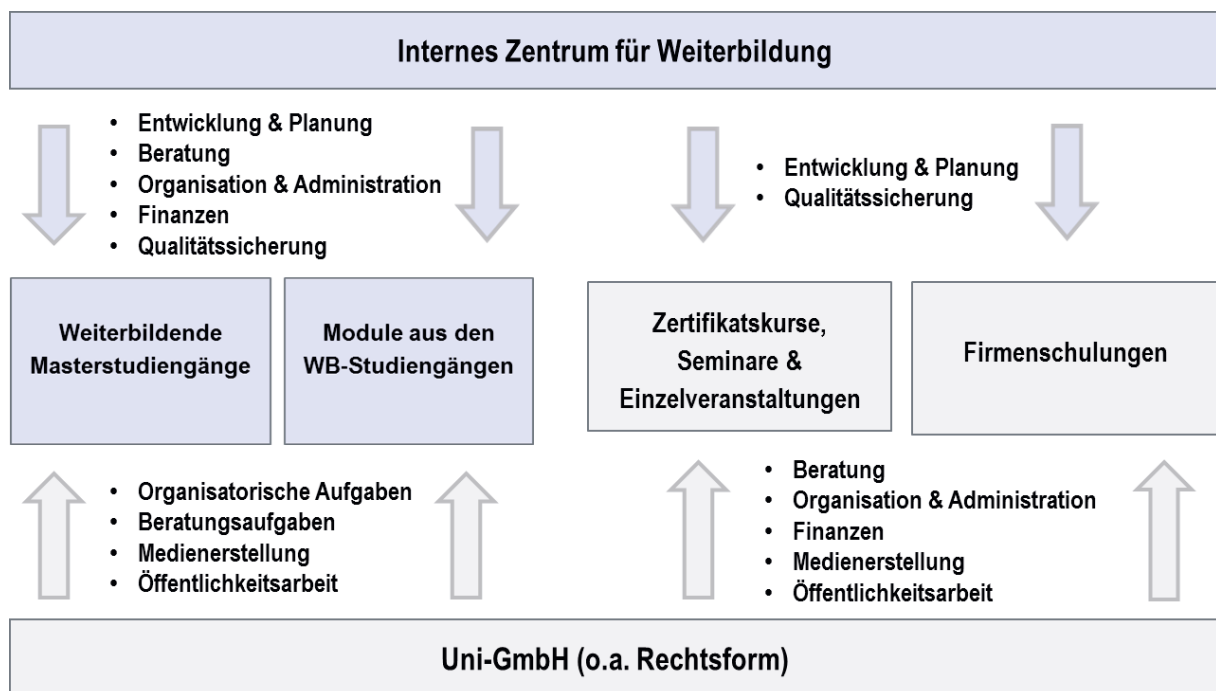 Internes Zentrum für Weiterbildung
• Entwicklung & Planung
• Beratung
• Organisation & Administration
• Finanzen
• Qualitätssicherung
• Entwicklung & Planung
• Qualitätssicherung
Weiterbildende
Masterstudiengänge
Module aus den
WB-Studiengängen
Zertifikatskurse,
Seminare &
Einzelveranstaltungen
Firmenschulungen
• Organisatorische Aufgaben
• Beratungsaufgaben
• Medienerstellung
• Öffentlichkeitsarbeit
• Beratung
• Organisation & Administration
• Finanzen
• Medienerstellung
• Öffentlichkeitsarbeit
Uni-GmbH (o.a. Rechtsform)